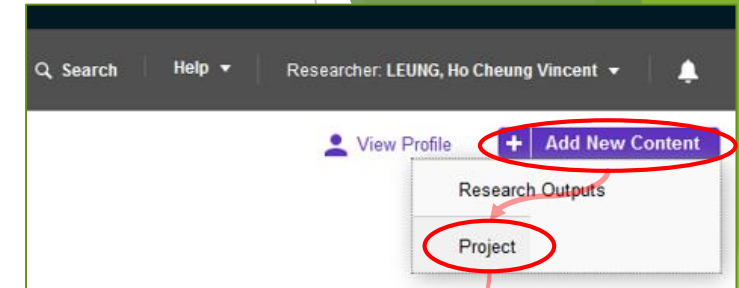 Search Help Researcher: LEUNG, Ho Cheung Vincent
View Profile + Add New Content
Research Outputs
Project